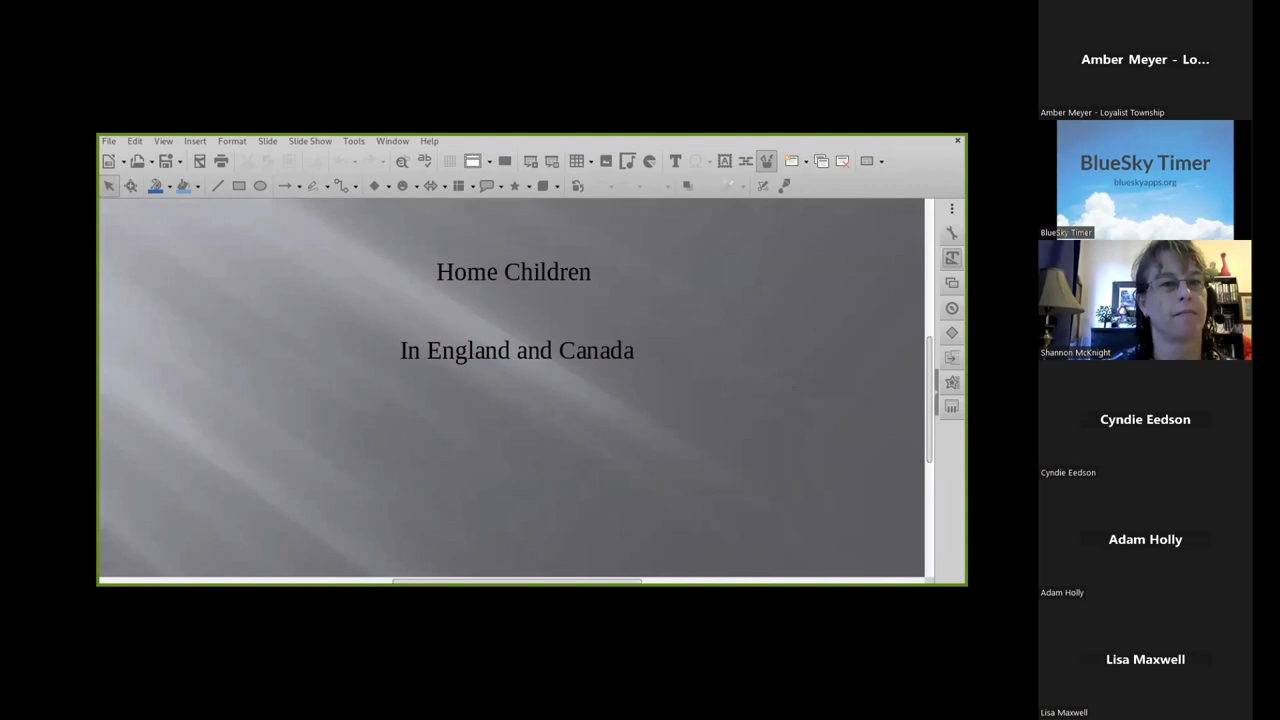 File Edit View Insert Format Slide Slide Show Tools Window Help
Home Children
In England and Canada
Amber Meyer - Lo...
Amber Meyer - Loyalist Township
BlueSky Timer
blueskyapps.org
BlueSky Timer
Shannon McKnight
Cyndie Eedson
Cyndie Eedson
Adam Holly
Adam Holly
Lisa Maxwell
Lisa Maxwell